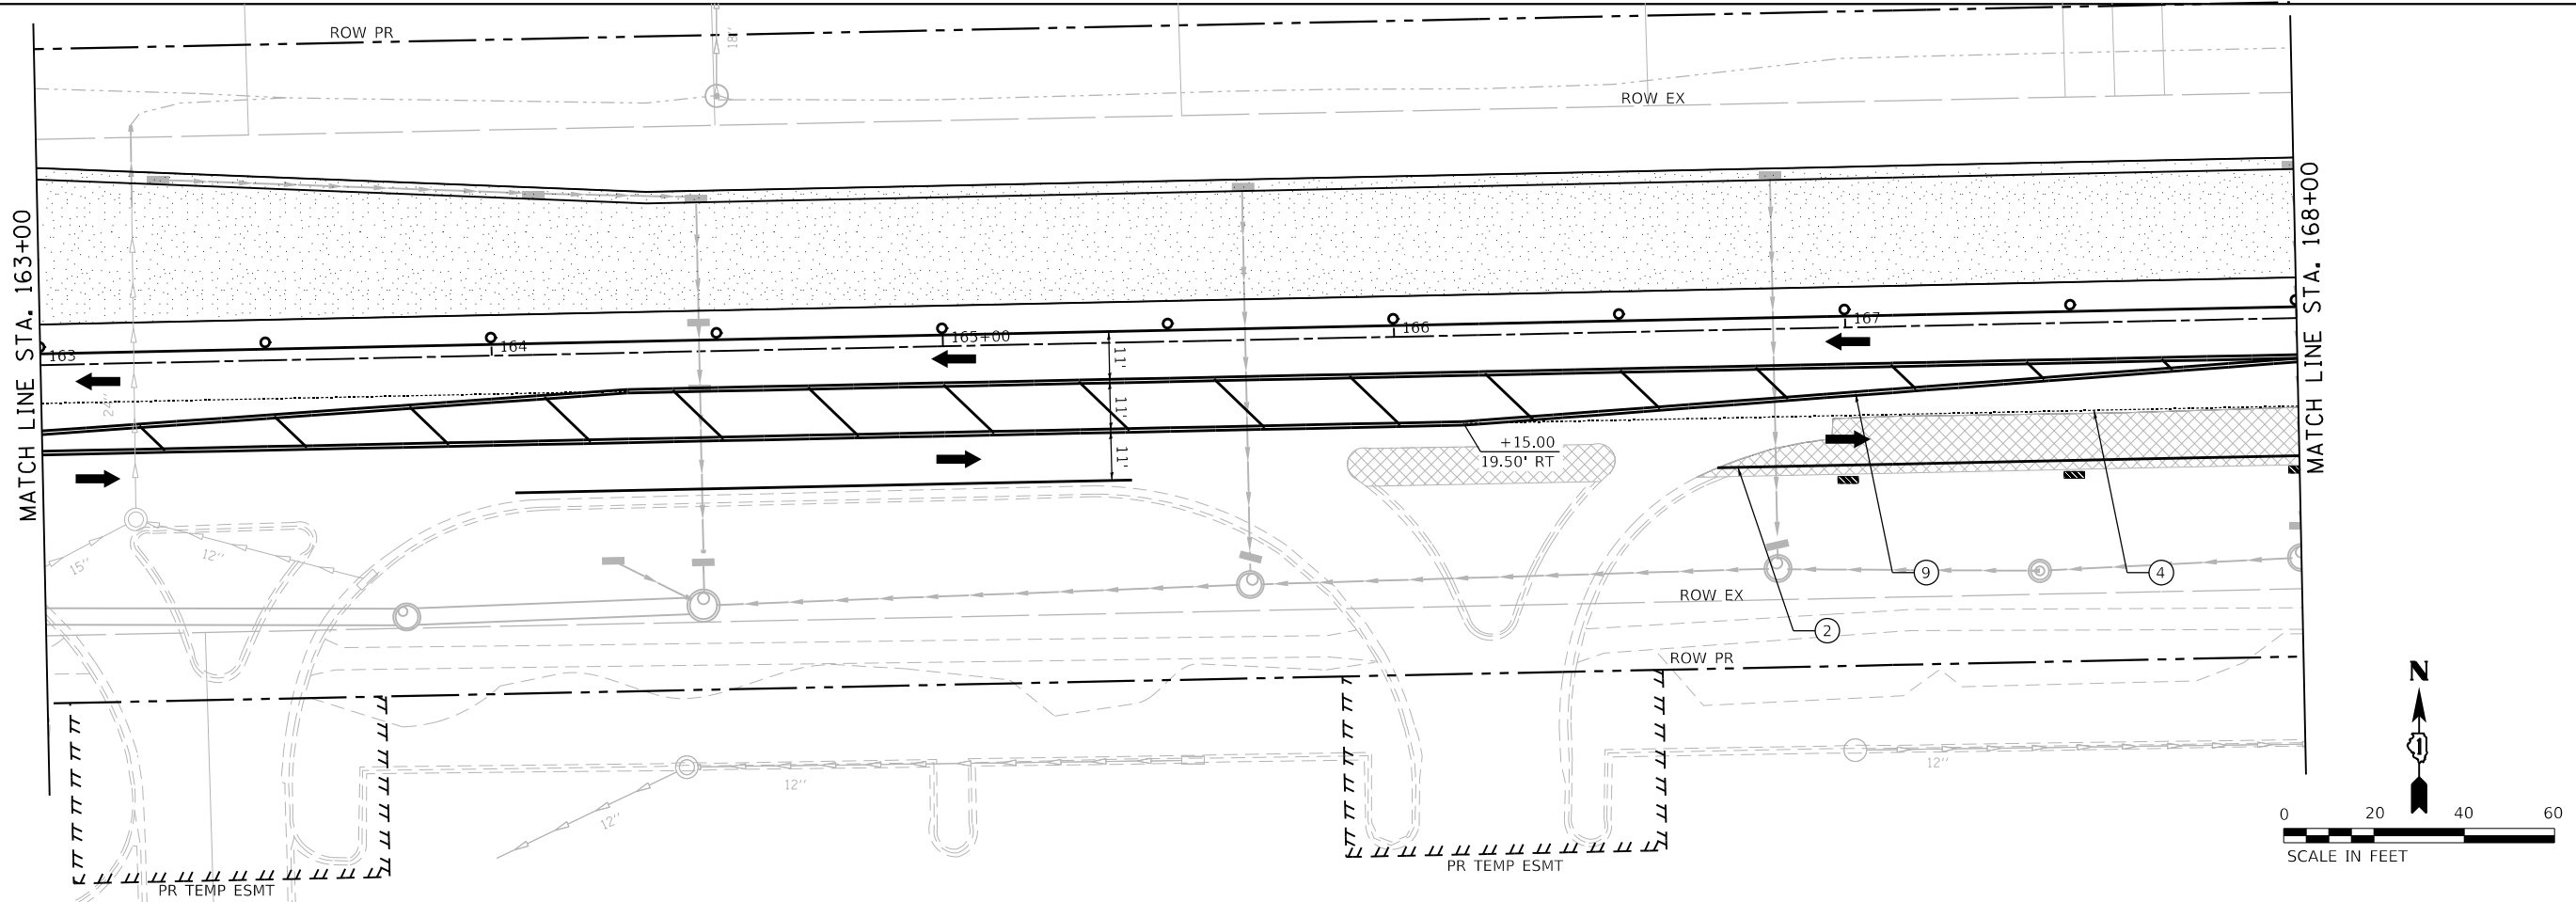 ROW PR
18"
ROW EX
MATCH LINE STA. 163+00
MATCH LINE STA. 168+00
163
164
165+00
166
167
11'
11'
11'
+15.00
19.50' RT
15"
12"
9
4
2
ROW EX
ROW PR
12"
12"
12"
PR TEMP ESMT
PR TEMP ESMT
N
0 20 40 60
SCALE IN FEET